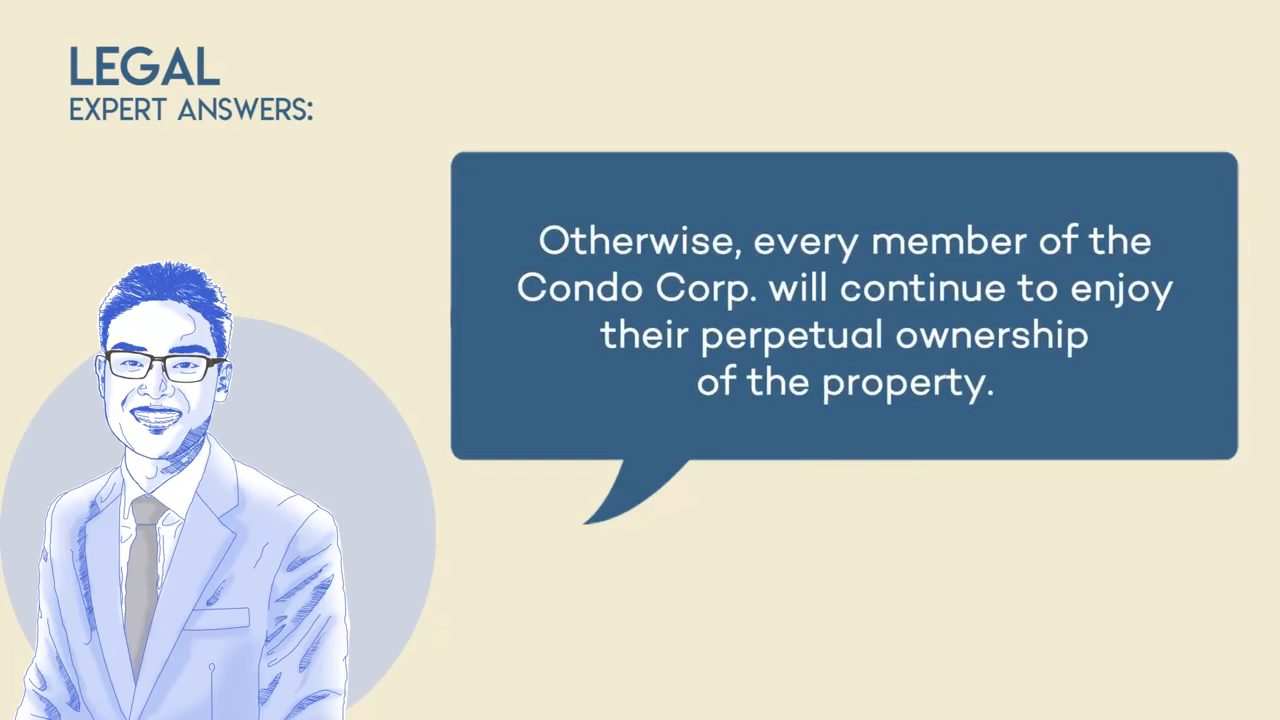 LEGAL
EXPERT ANSWERS:
Otherwise, every member of the
Condo Corp. will continue to enjoy
their perpetual ownership
of the property.